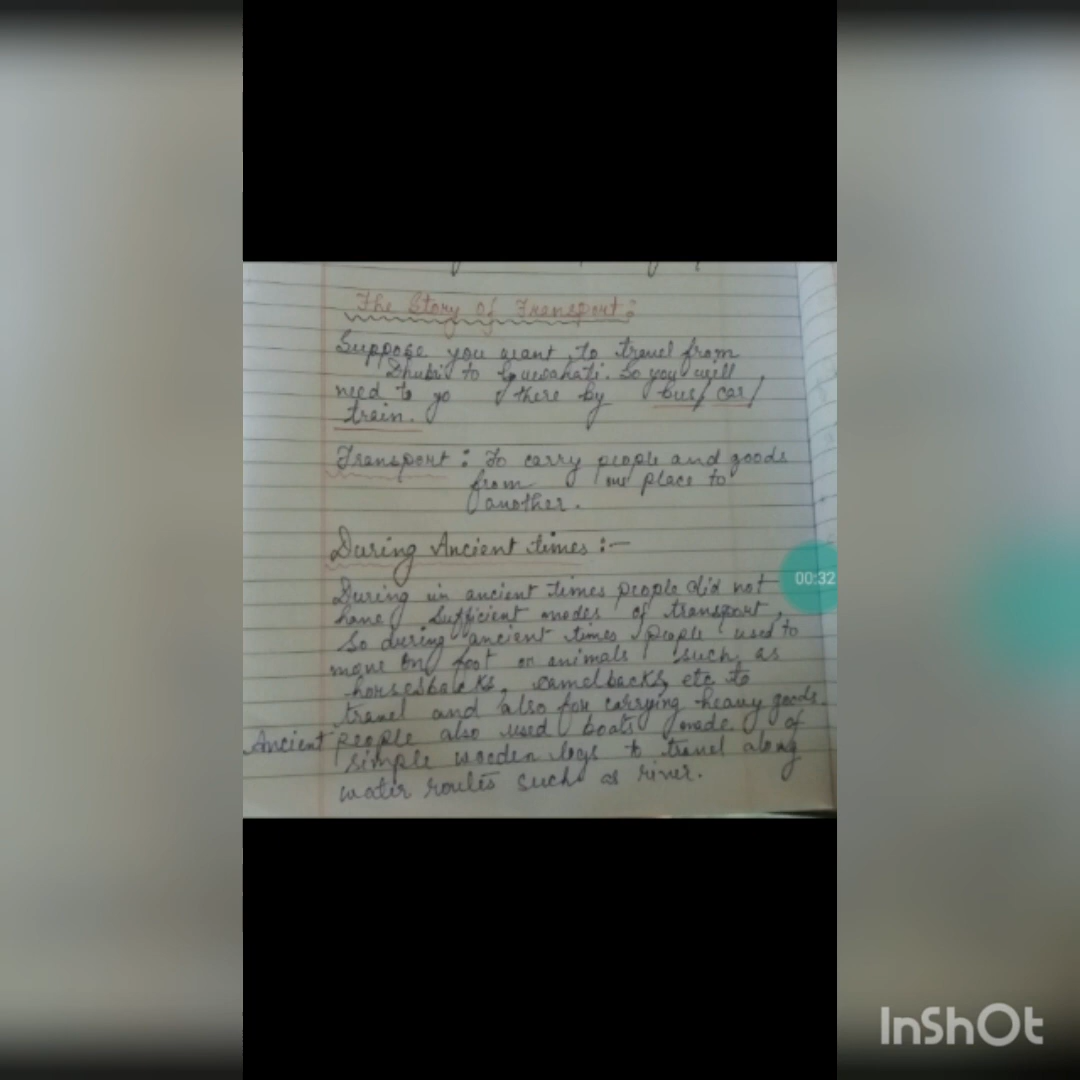 The Story of Transport:
Suppose you want to travel from
Dhubri to Guwahati. So you will
need to go there by bus/car/
train.
Transport: To carry people and goods
from one place to
another.
During Ancient times:-
During in ancient times people did not
have sufficient modes of transport,
So during ancient times people used to
move on foot or animals such as
horsesbacks, camelbacks, etc to
travel and also for carrying heavy goods.
Ancient people also used boats made of
simple wooden logs to travel along
water routes such as river.
00:32
InShOt